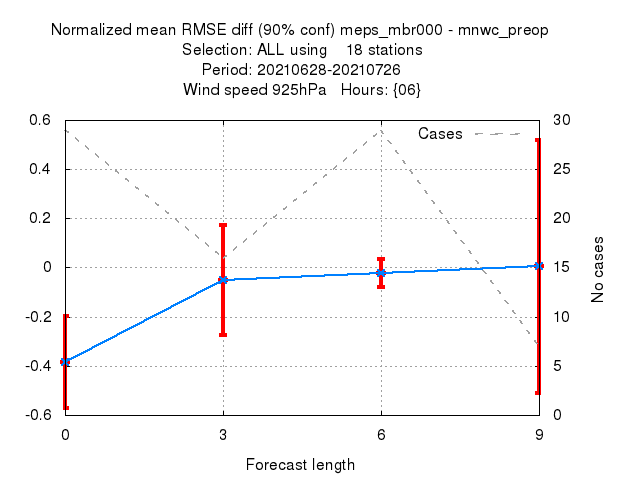 Normalized mean RMSE diff (90% conf) meps_mbr000 - mnwc_preop
Selection: ALL using 18 stations
Period: 20210628-20210726
Wind speed 925hPa Hours: {06}
Cases
0.6
0.4
0.2
0
-0.2
-0.4
-0.6
30
25
20
15
10
5
0
No cases
0 3 6 9
Forecast length